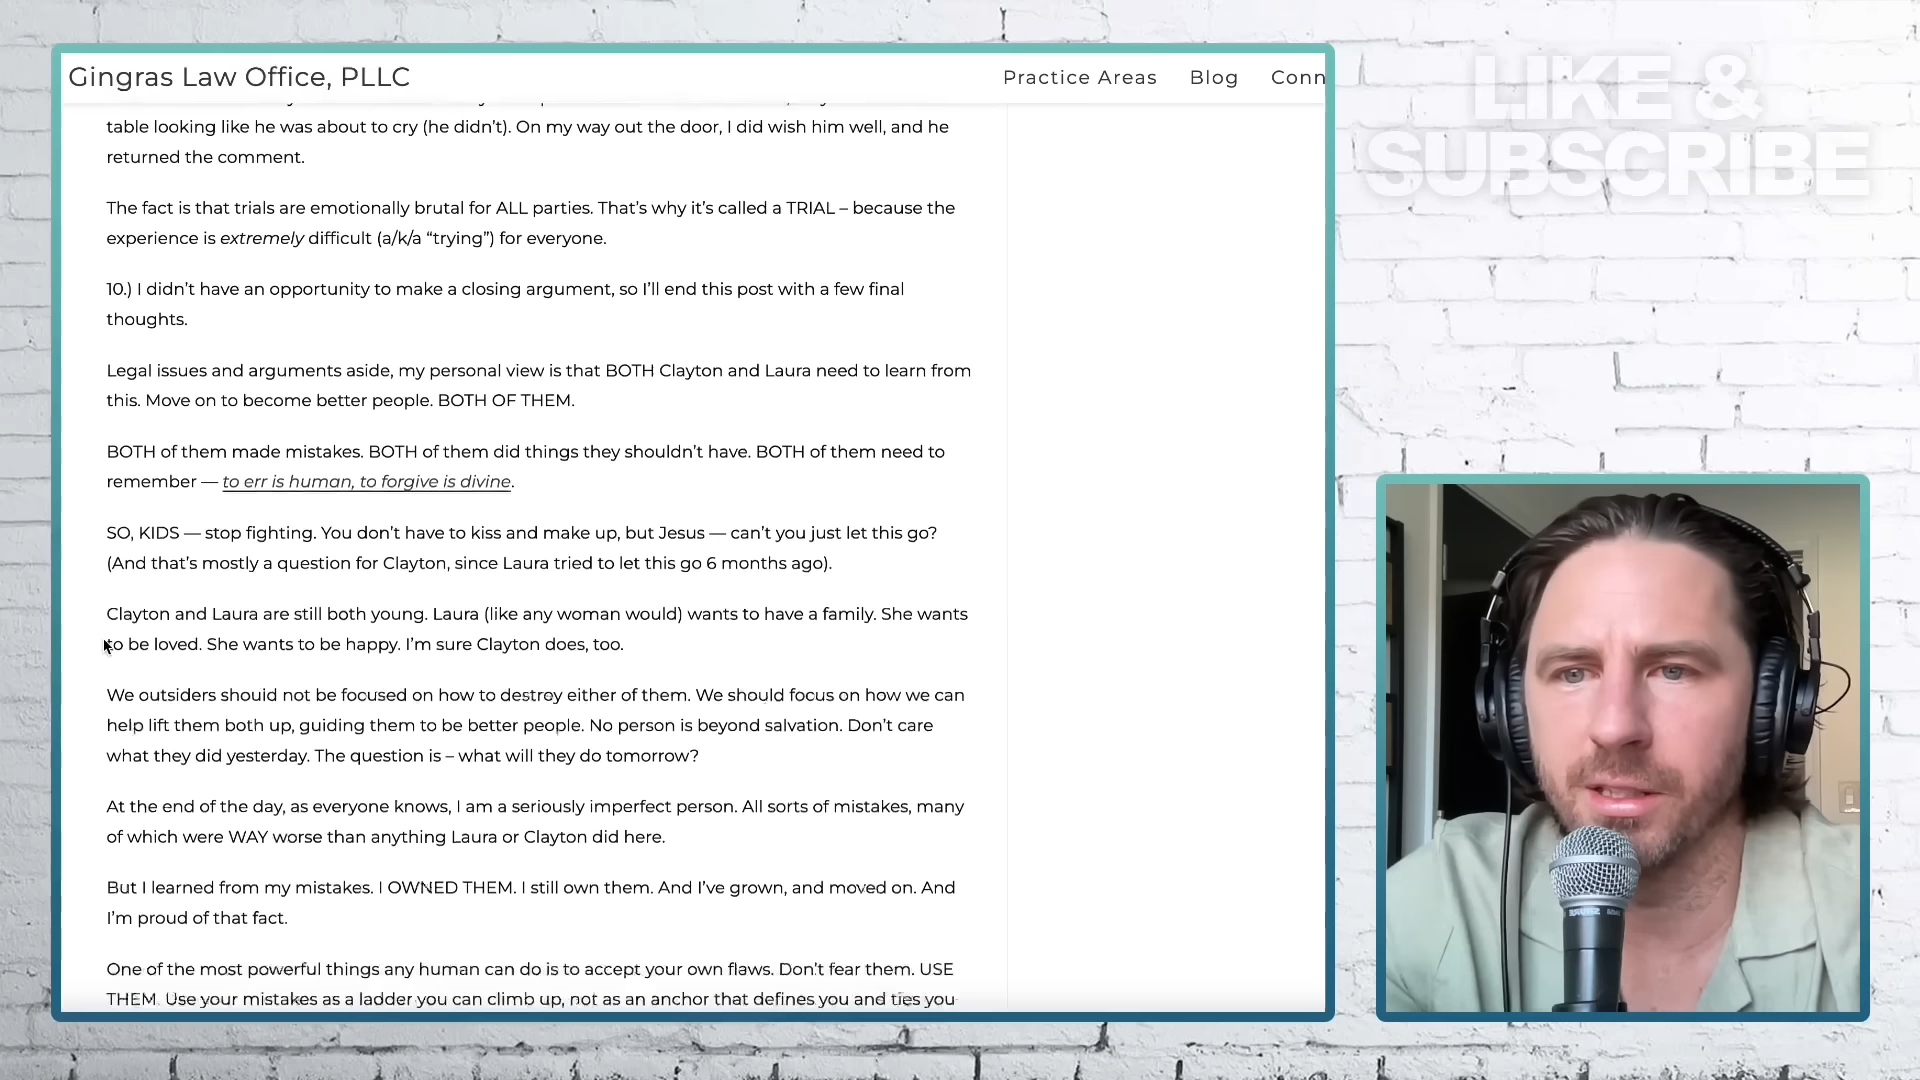 Gingras Law Office, PLLC
Practice Areas Blog Conn
LIKE &
SUBSCRIBE
table looking like he was about to cry (he didn’t). On my way out the door, I did wish him well, and he
returned the comment.
The fact is that trials are emotionally brutal for ALL parties. That’s why it’s called a TRIAL – because the
experience is extremely difficult (a/k/a “trying”) for everyone.
10.) I didn’t have an opportunity to make a closing argument, so I’ll end this post with a few final
thoughts.
Legal issues and arguments aside, my personal view is that BOTH Clayton and Laura need to learn from
this. Move on to become better people. BOTH OF THEM.
BOTH of them made mistakes. BOTH of them did things they shouldn’t have. BOTH of them need to
remember — to err is human, to forgive is divine.
SO, KIDS — stop fighting. You don’t have to kiss and make up, but Jesus — can’t you just let this go?
(And that’s mostly a question for Clayton, since Laura tried to let this go 6 months ago).
Clayton and Laura are still both young. Laura (like any woman would) wants to have a family. She wants
to be loved. She wants to be happy. I’m sure Clayton does, too.
We outsiders should not be focused on how to destroy either of them. We should focus on how we can
help lift them both up, guiding them to be better people. No person is beyond salvation. Don’t care
what they did yesterday. The question is – what will they do tomorrow?
At the end of the day, as everyone knows, I am a seriously imperfect person. All sorts of mistakes, many
of which were WAY worse than anything Laura or Clayton did here.
But I learned from my mistakes. I OWNED THEM. I still own them. And I’ve grown, and moved on. And
I’m proud of that fact.
One of the most powerful things any human can do is to accept your own flaws. Don’t fear them. USE
THEM. Use your mistakes as a ladder you can climb up, not as an anchor that defines you and ties you